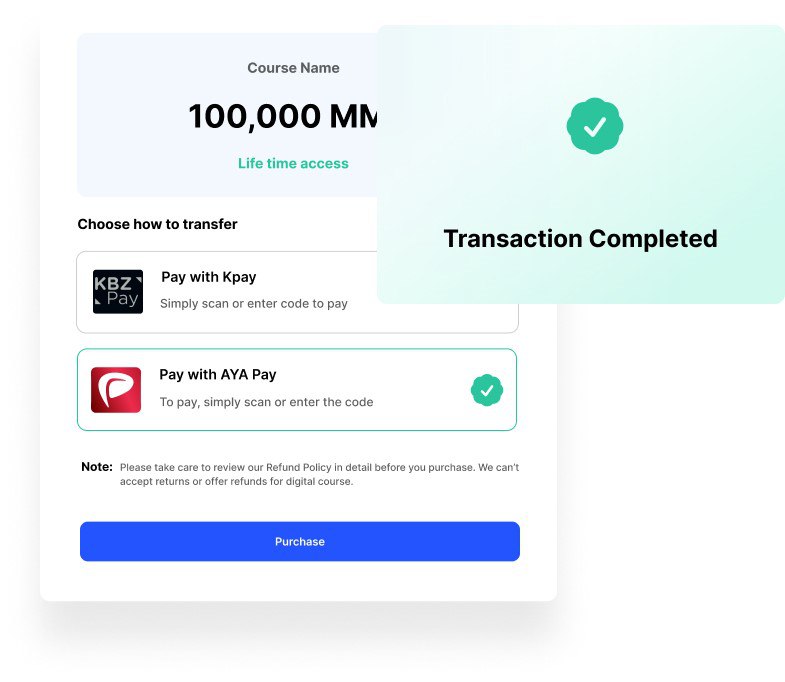 Course Name
100,000 MM
Life time access
Transaction Completed
Choose how to transfer
KBZ
Pay
Pay with Kpay
Simply scan or enter code to pay
Pay with AYA Pay
To pay, simply scan or enter the code
Note: Please take care to review our Refund Policy in detail before you purchase. We can't
accept returns or offer refunds for digital course.
Purchase